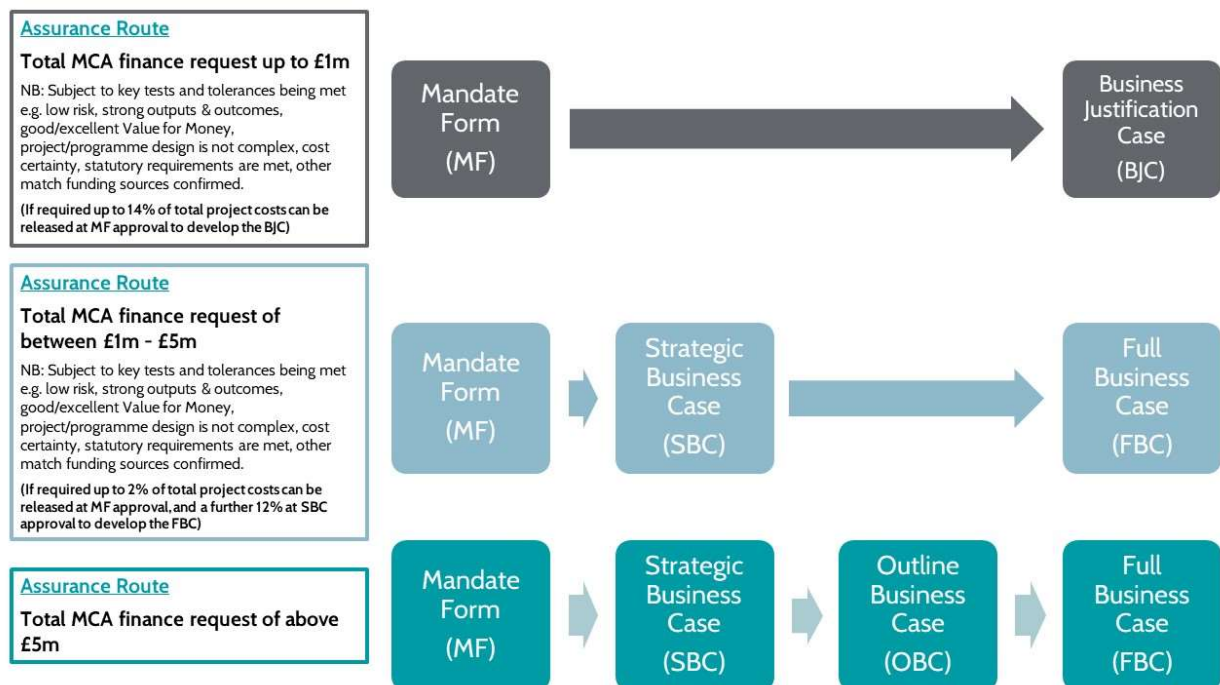 Assurance Route
Total MCA finance request up to £1m
NB: Subject to key tests and tolerances being met
e.g. low risk, strong outputs & outcomes,
good/excellent Value for Money,
project/programme design is not complex, cost
certainty, statutory requirements are met, other
match funding sources confirmed.
(If required up to 14% of total project costs can be
released at MF approval to develop the BJC)
Mandate
Form
(MF)
Business
Justification
Case
(BJC)
Assurance Route
Total MCA finance request of
between £1m - £5m
NB: Subject to key tests and tolerances being met
e.g. low risk, strong outputs & outcomes,
good/excellent Value for Money,
project/programme design is not complex, cost
certainty, statutory requirements are met, other
match funding sources confirmed.
(If required up to 2% of total project costs can be
released at MF approval, and a further 12% at SBC
approval to develop the FBC)
Mandate
Form
(MF)
Strategic
Business
Case
(SBC)
Full
Business
Case
(FBC)
Assurance Route
Total MCA finance request of above
£5m
Mandate
Form
(MF)
Strategic
Business
Case
(SBC)
Outline
Business
Case
(OBC)
Full
Business
Case
(FBC)